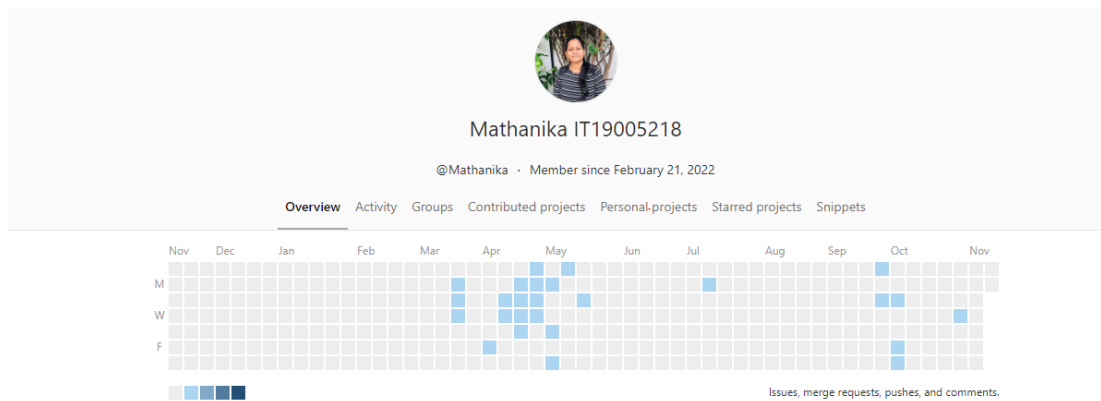 Mathanika IT19005218
@Mathanika · Member since February 21, 2022
Overview Activity Groups Contributed projects Personal projects Starred projects Snippets
Nov Dec Jan Feb Mar Apr May Jun Jul Aug Sep Oct Nov
M
W
F
Issues, merge requests, pushes, and comments.